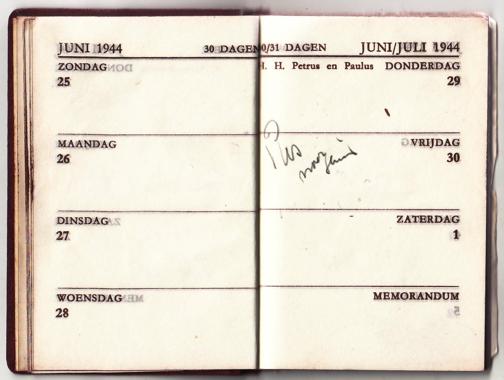 JUNI 1944
30 DAGEN
ZONDAG
25
MAANDAG
26
DINSDAG
27
WOENSDAG
28
0/31 DAGEN
JUNI/JULI 1944
H. H. Petrus en Paulus
DONDERDAG
29
VRIJDAG
30
ZATERDAG
1
MEMORANDUM